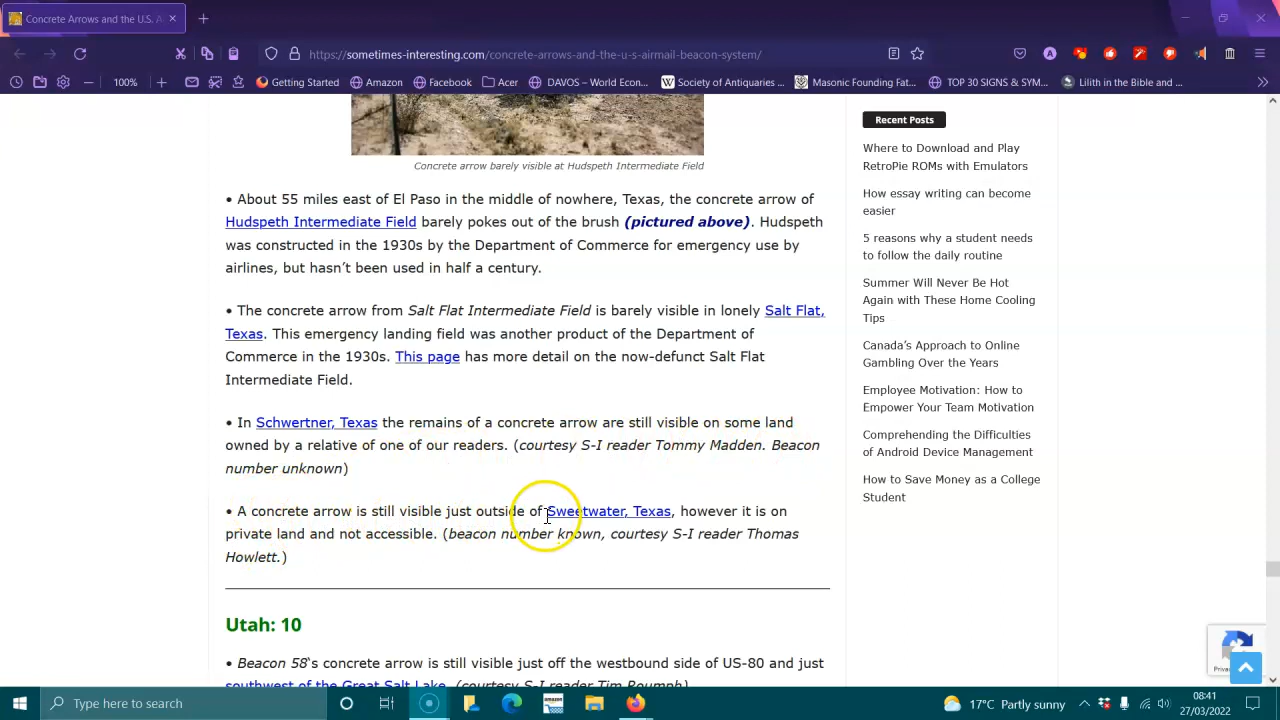 Concrete Arrows and the U.S. A
https://sometimes-interesting.com/concrete-arrows-and-the-u-s-airmail-beacon-system/
100%
Getting Started
Amazon
Facebook
Acer
DAVOS – World Econ...
Society of Antiquaries ...
Masonic Founding Fat...
TOP 30 SIGNS & SYM...
Lilith in the Bible and ...
Concrete arrow barely visible at Hudspeth Intermediate Field
• About 55 miles east of El Paso in the middle of nowhere, Texas, the concrete arrow of
Hudspeth Intermediate Field barely pokes out of the brush (pictured above). Hudspeth
was constructed in the 1930s by the Department of Commerce for emergency use by
airlines, but hasn’t been used in half a century.
• The concrete arrow from Salt Flat Intermediate Field is barely visible in lonely Salt Flat,
Texas. This emergency landing field was another product of the Department of
Commerce in the 1930s. This page has more detail on the now-defunct Salt Flat
Intermediate Field.
• In Schwertner, Texas the remains of a concrete arrow are still visible on some land
owned by a relative of one of our readers. (courtesy S-I reader Tommy Madden. Beacon
number unknown)
• A concrete arrow is still visible just outside of Sweetwater, Texas, however it is on
private land and not accessible. (beacon number known, courtesy S-I reader Thomas
Howlett.)
Utah: 10
• Beacon 58‘s concrete arrow is still visible just off the westbound side of US-80 and just
southwest of the Great Salt Lake. (courtesy S-I reader Tim Roumph)
Recent Posts
Where to Download and Play
RetroPie ROMs with Emulators
How essay writing can become
easier
5 reasons why a student needs
to follow the daily routine
Summer Will Never Be Hot
Again with These Home Cooling
Tips
Canada’s Approach to Online
Gambling Over the Years
Employee Motivation: How to
Empower Your Team Motivation
Comprehending the Difficulties
of Android Device Management
How to Save Money as a College
Student
Type here to search
amazon
17°C Partly sunny
08:41
27/03/2022